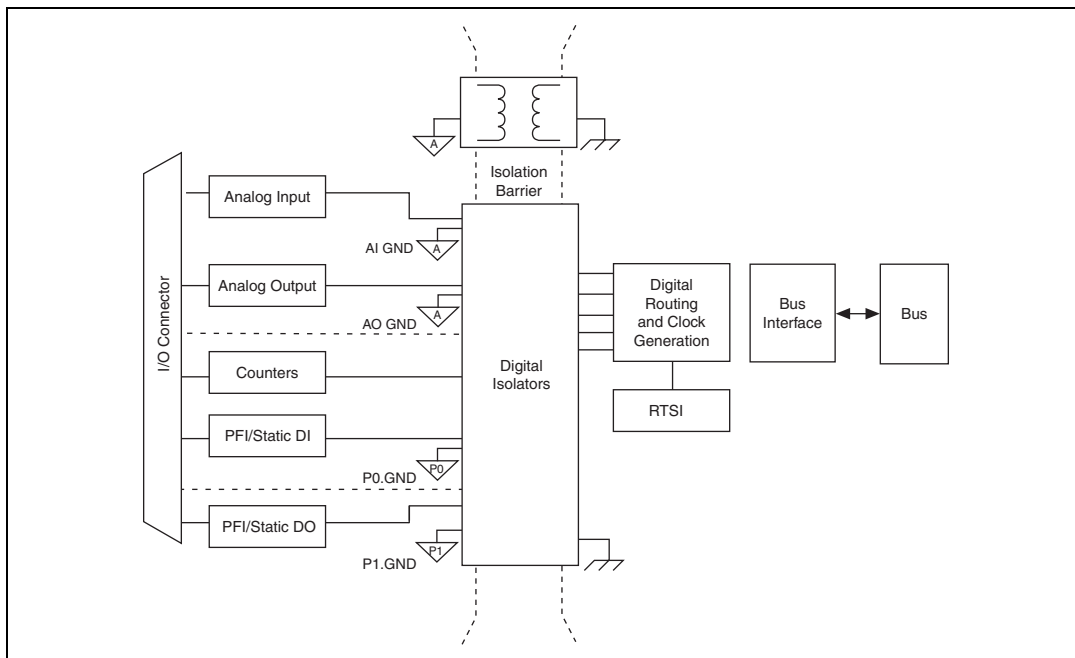 A
Isolation
Barrier
I/O Connector
Analog Input
AI GND
A
Analog Output
AO GND
A
Counters
PFI/Static DI
P0.GND
P0
PFI/Static DO
P1.GND
P1
Digital
Isolators
Digital
Routing
and Clock
Generation
RTSI
Bus
Interface
Bus